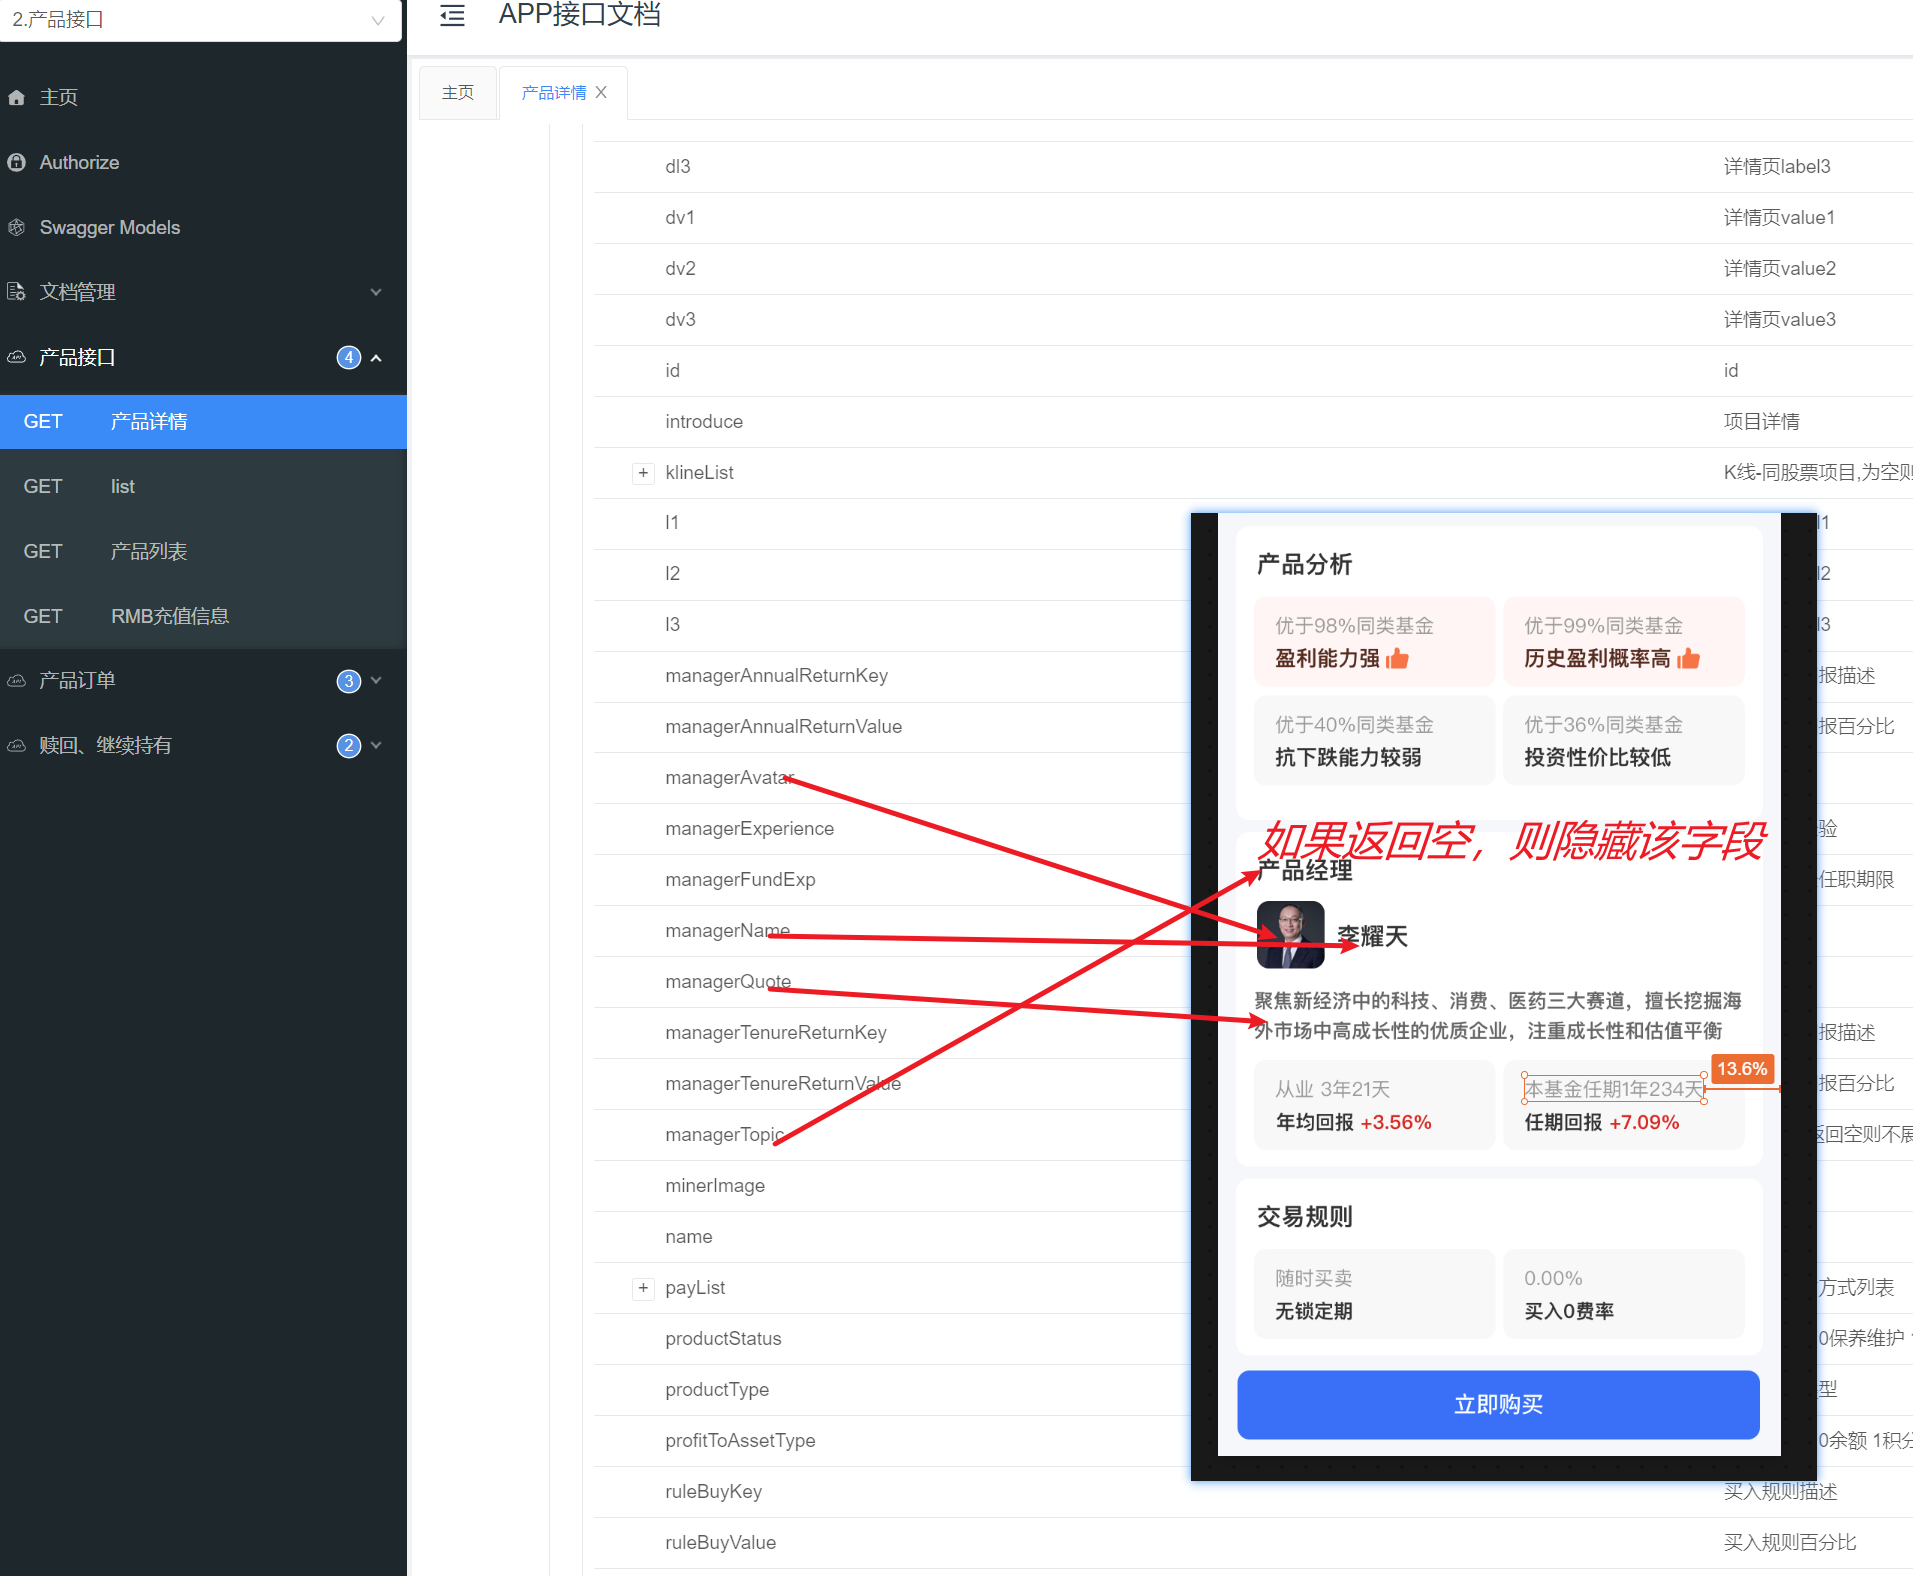 2.产品接口
APP接口文档
主页
产品详情 X
主页
Authorize
Swagger Models
文档管理
产品接口 4
GET 产品详情
GET list
GET 产品列表
GET RMB充值信息
产品订单 3
赎回、继续持有 2
dl3 详情页label3
dv1 详情页value1
dv2 详情页value2
dv3 详情页value3
id id
introduce 项目详情
+ klineList K线-同股票项目,为空则
l1 l1
l2 l2
l3 l3
managerAnnualReturnKey 报描述
managerAnnualReturnValue 报百分比
managerAvatar
managerExperience 验
managerFundExp 任职期限
managerName
managerQuote
managerTenureReturnKey 报描述
managerTenureReturnValue 报百分比
managerTopic 返回空则不展
minerImage
name
+ payList 方式列表
productStatus 0保养维护
productType 型
profitToAssetType 0余额 1积分
ruleBuyKey 买入规则描述
ruleBuyValue 买入规则百分比
产品分析
优于98%同类基金
盈利能力强
优于99%同类基金
历史盈利概率高
优于40%同类基金
抗下跌能力较弱
优于36%同类基金
投资性价比较低
如果返回空，则隐藏该字段
产品经理
李耀天
聚焦新经济中的科技、消费、医药三大赛道，擅长挖掘海
外市场中高成长性的优质企业，注重成长性和估值平衡
从业 3年21天
年均回报 +3.56%
本基金任期1年234天
任期回报 +7.09%
13.6%
交易规则
随时买卖
无锁定期
0.00%
买入0费率
立即购买